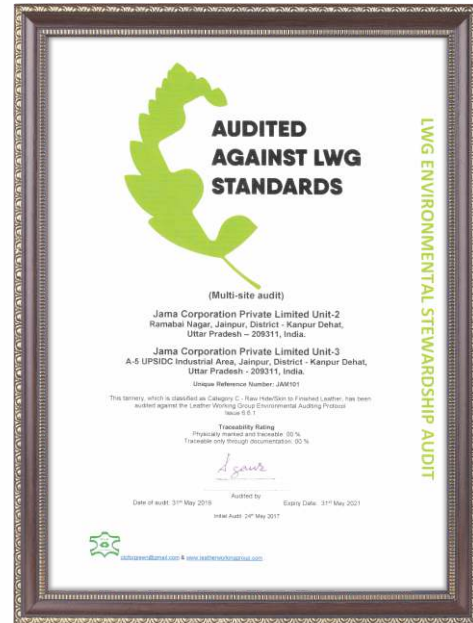 AUDITED
AGAINST LWG
STANDARDS
LWG ENVIRONMENTAL STEWARDSHIP AUDIT
(Multi-site audit)
Jama Corporation Private Limited Unit-2
Ramabai Nagar, Jainpur, District - Kanpur Dehat,
Uttar Pradesh – 209311, India.
Jama Corporation Private Limited Unit-3
A-5 UPSIDC Industrial Area, Jainpur, District - Kanpur Dehat,
Uttar Pradesh - 209311, India.
Unique Reference Number: JAM101
This tannery, which is classified as Category C - Raw Hide/Skin to Finished Leather, has been
audited against the Leather Working Group Environmental Auditing Protocol
Issue 6.6.1
Traceability Rating
Physically marked and traceable: %
Traceable only through documentation: 00 %
Audited by
Date of audit: 31st May 2019 Expiry Date: 31st May 2021
Initial Audit: 24th May 2017
& www.leatherworkinggroup.com